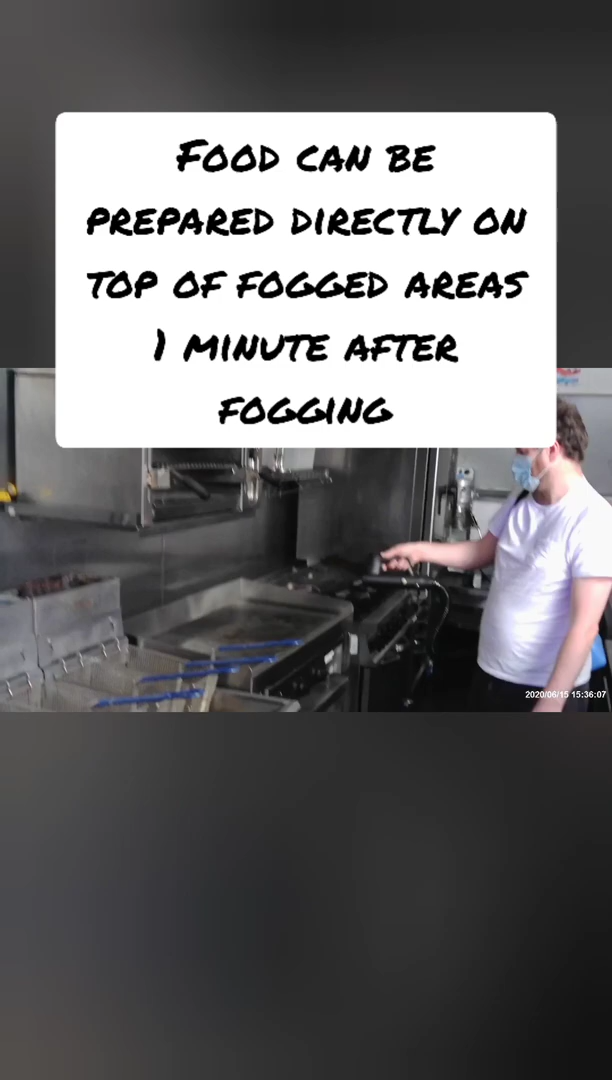 FOOD CAN BE
PREPARED DIRECTLY ON
TOP OF FOGGED AREAS
1 MINUTE AFTER
FOGGING
2020/06/15 15:36:07